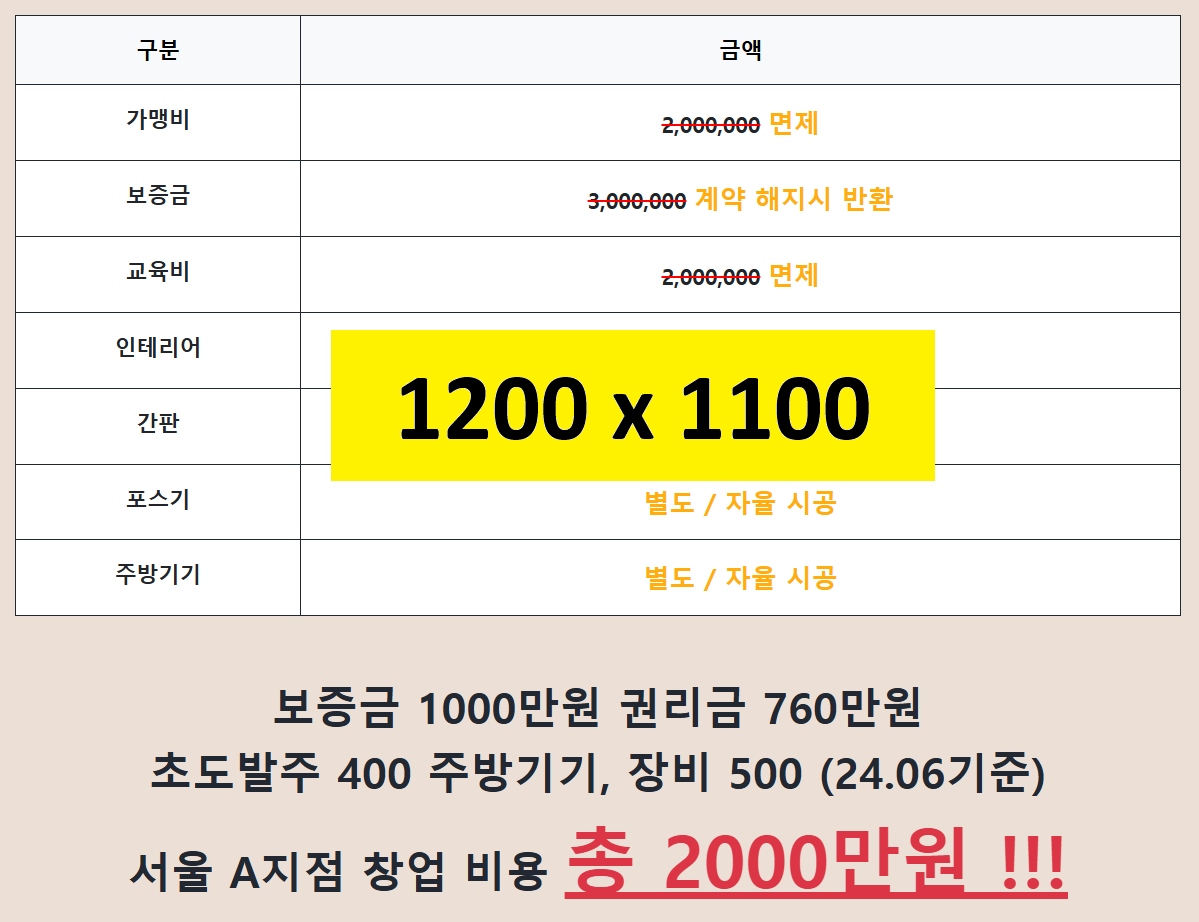 구분 금액
가맹비 2,000,000 면제
보증금 3,000,000 계약 해지시 반환
교육비 2,000,000 면제
인테리어
1200 x 1100
간판
포스기 별도 / 자율 시공
주방기기 별도 / 자율 시공
보증금 1000만원 권리금 760만원
초도발주 400 주방기기, 장비 500 (24.06기준)
서울 A지점 창업 비용 총 2000만원 !!!